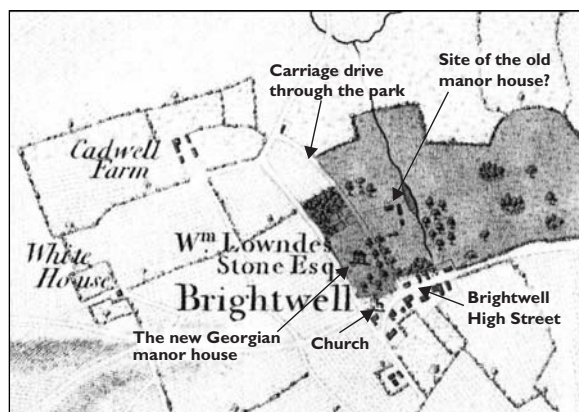 Carriage drive
through the park
Site of the old
manor house?
Cadwell
Farm
White
House
Wm Lowndes
Stone Esq.
Brightwell
The new Georgian
manor house
Church
Brightwell
High Street